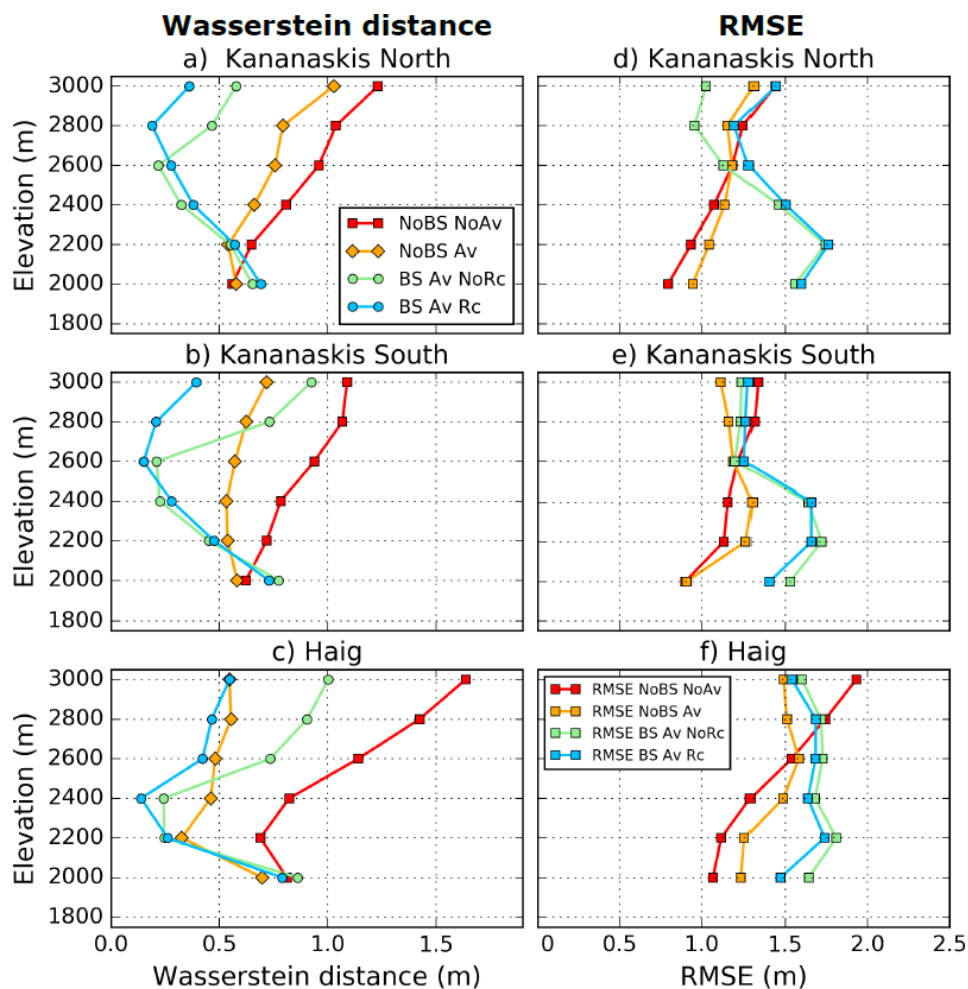 Wasserstein distance
RMSE
a) Kananaskis North
d) Kananaskis North
Elevation (m)
3000
2800
2600
2400
2200
2000
1800
NoBS NoAv
NoBS Av
BS Av NoRc
BS Av Rc
b) Kananaskis South
e) Kananaskis South
Elevation (m)
3000
2800
2600
2400
2200
2000
1800
c) Haig
f) Haig
Elevation (m)
3000
2800
2600
2400
2200
2000
1800
RMSE NoBS NoAv
RMSE NoBS Av
RMSE BS Av NoRc
RMSE BS Av Rc
0.0 0.5 1.0 1.5
0 0.5 1.0 1.5 2.0 2.5
Wasserstein distance (m)
RMSE (m)